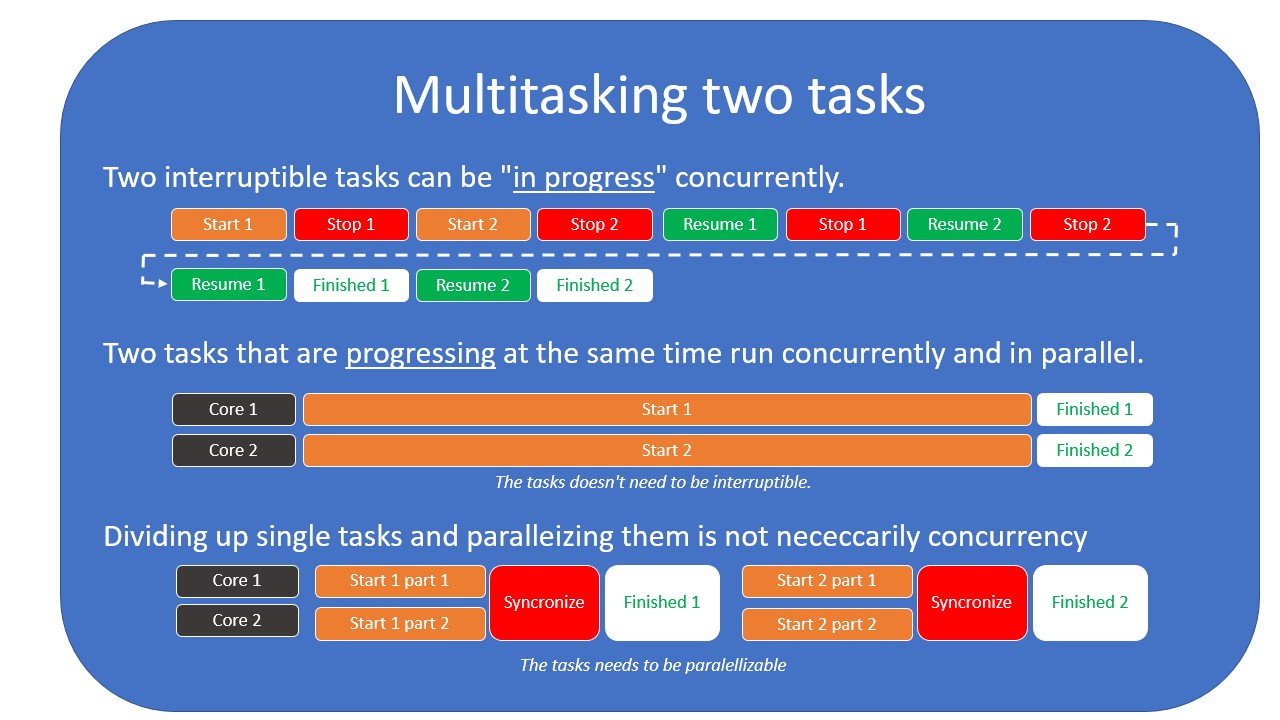 Multitasking two tasks
Two interruptible tasks can be "in progress" concurrently.
Start 1 Stop 1 Start 2 Stop 2 Resume 1 Stop 1 Resume 2 Stop 2
Resume 1 Finished 1 Resume 2 Finished 2
Two tasks that are progressing at the same time run concurrently and in parallel.
Core 1 Start 1 Finished 1
Core 2 Start 2 Finished 2
The tasks doesn't need to be interruptible.
Dividing up single tasks and paralleizing them is not nececcarily concurrency
Core 1 Start 1 part 1 Start 2 part 1
Syncronize Finished 1 Syncronize Finished 2
Core 2 Start 1 part 2 Start 2 part 2
The tasks needs to be paralellizable